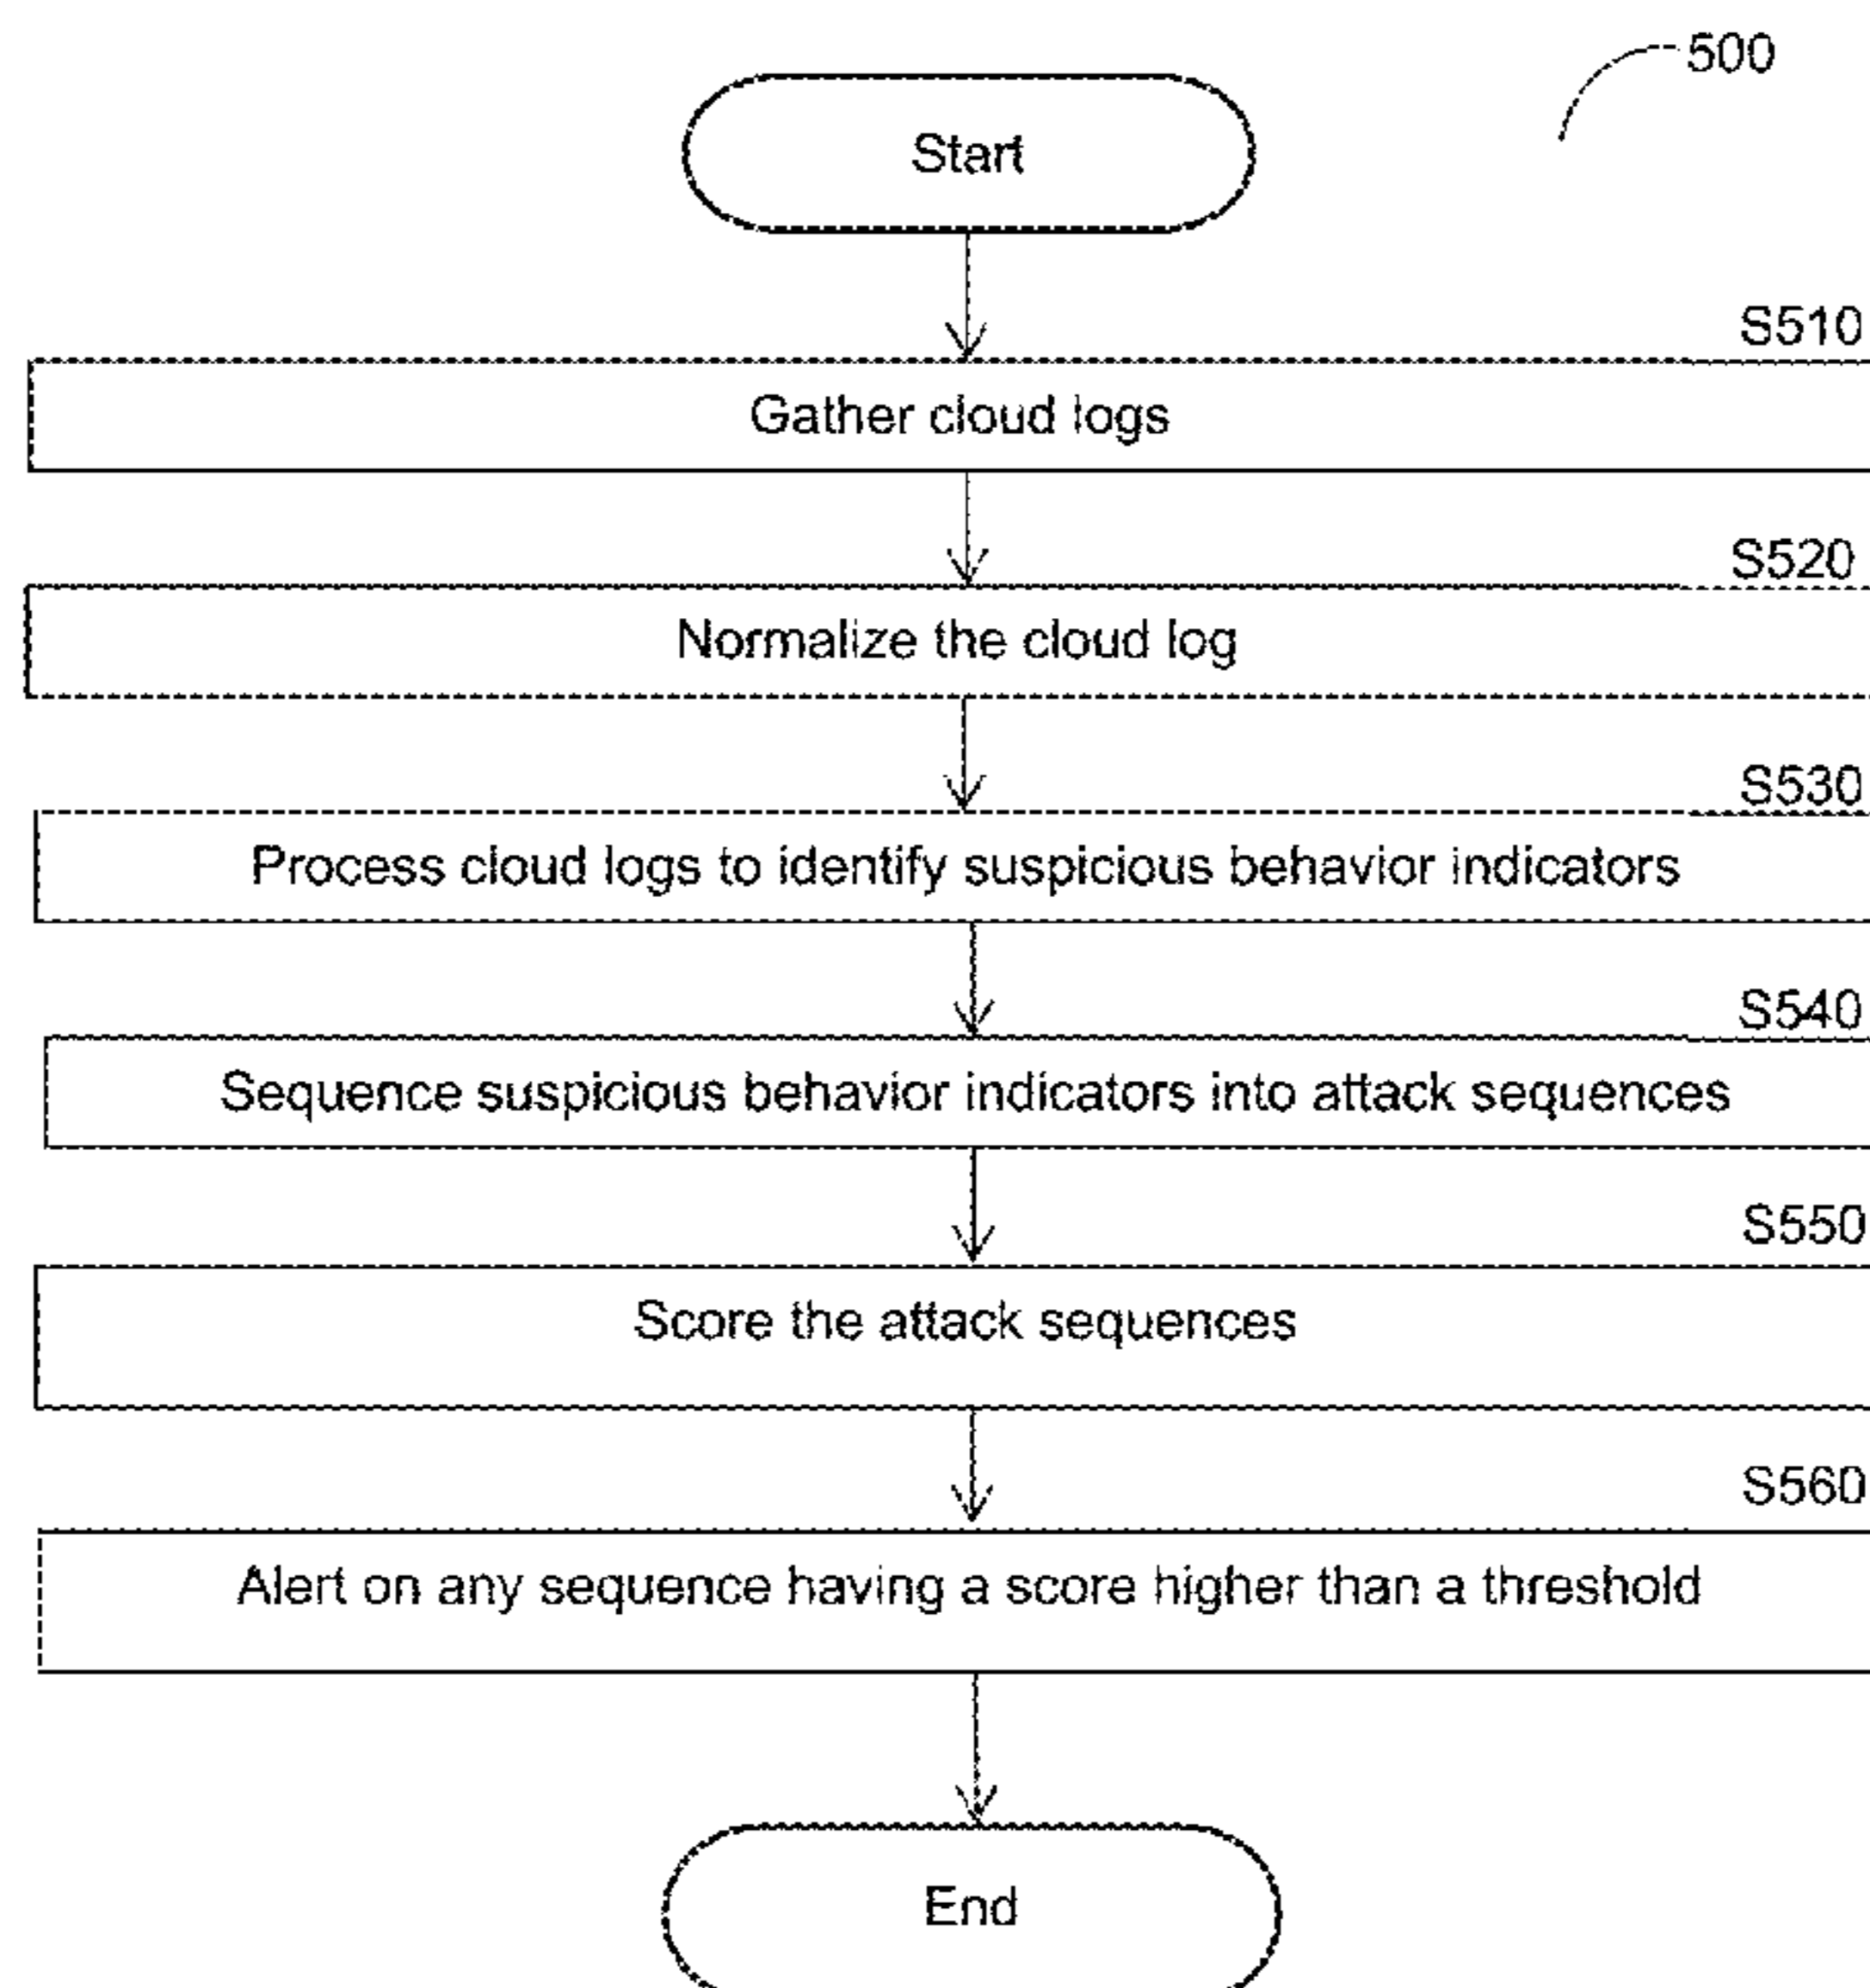 500
Start
S510
Gather cloud logs
S520
Normalize the cloud log
S530
Process cloud logs to identify suspicious behavior indicators
S540
Sequence suspicious behavior indicators into attack sequences
S550
Score the attack sequences
S560
Alert on any sequence having a score higher than a threshold
End